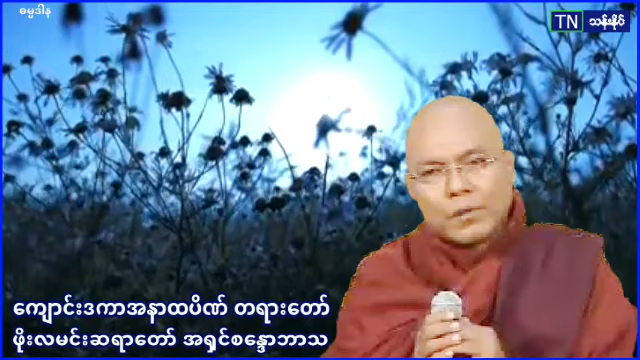 ဓမ္မဒါန
TN သန်းနိုင်
ကျောင်းဒကာအနာထပိဏ် တရားတော်
ဖိုးလမင်းဆရာတော် အရှင်စန္ဒောဘာသ